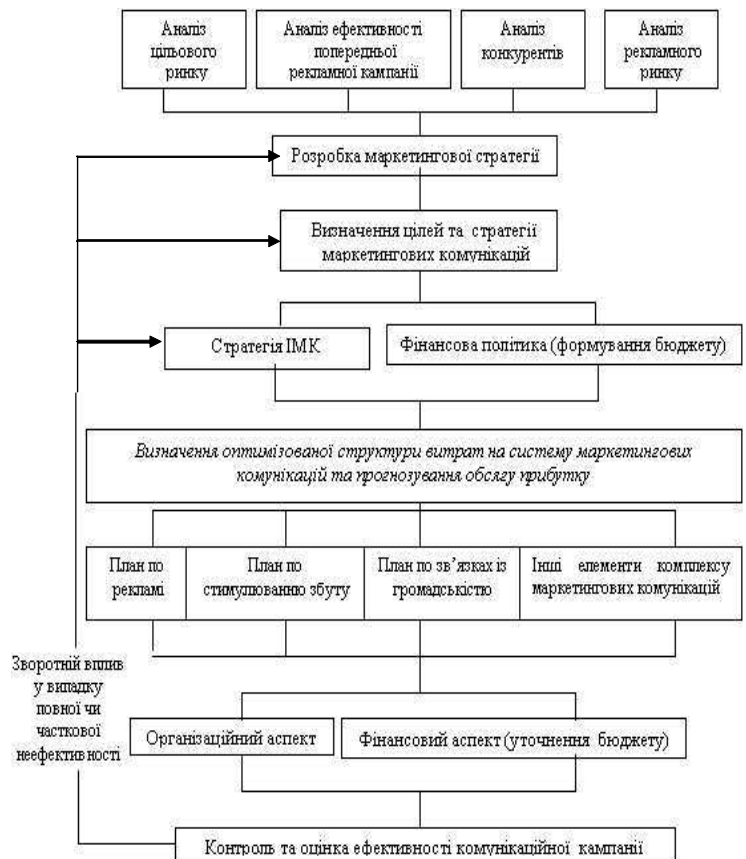 Аналіз
цільового
ринку
Аналіз ефективності
попередньої
рекламної кампанії
Аналіз
конкурентів
Аналіз
рекламного
ринку
Розробка маркетингової стратегії
Визначення цілей та стратегії
маркетингових комунікацій
Стратегія ІМК
Фінансова політика (формування бюджету)
Визначення оптимізованої структури витрат на систему маркетингових
комунікацій та прогнозування обсягу прибутку
План по
рекламі
План по
стимулюванню збуту
План по зв’язках із
громадськістю
Інші елементи комплексу
маркетингових комунікацій
Зворотній вплив
у випадку
повної чи
часткової
неефективності
Організаційний аспект
Фінансовий аспект (уточнення бюджету)
Контроль та оцінка ефективності комунікаційної кампанії